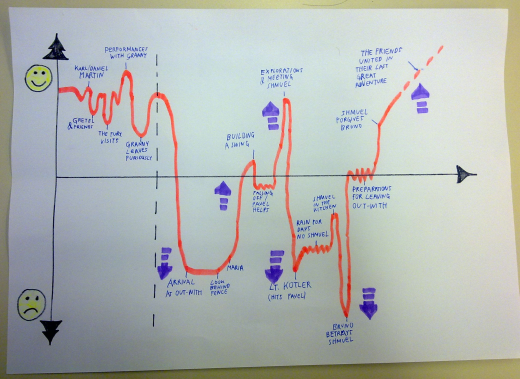 PERFORMANCES
WITH GRANNY
KARL/DANIEL
MARTIN
GRETEL
& FRIENDS
THE FURY
VISITS
GRANNY
LEAVES
FURIOUSLY
ARRIVAL
AT OUT-WITH
LOOK
BEHIND
FENCE
MARIA
BUILDING
A SWING
FALLING
OFF / PAVEL
HELPS
EXPLORATIONS
& MEETING
SHMUEL
LT. KOTLER
(HITS PAVEL)
RAIN FOR
DAYS
NO SHMUEL
SHMUEL
IN THE
KITCHEN
BRUNO
BETRAYS
SHMUEL
SHMUEL
FORGIVES
BRUNO
PREPARATIONS
FOR LEAVING
OUT-WITH
THE FRIENDS
UNITED IN
THEIR LAST
GREAT
ADVENTURE